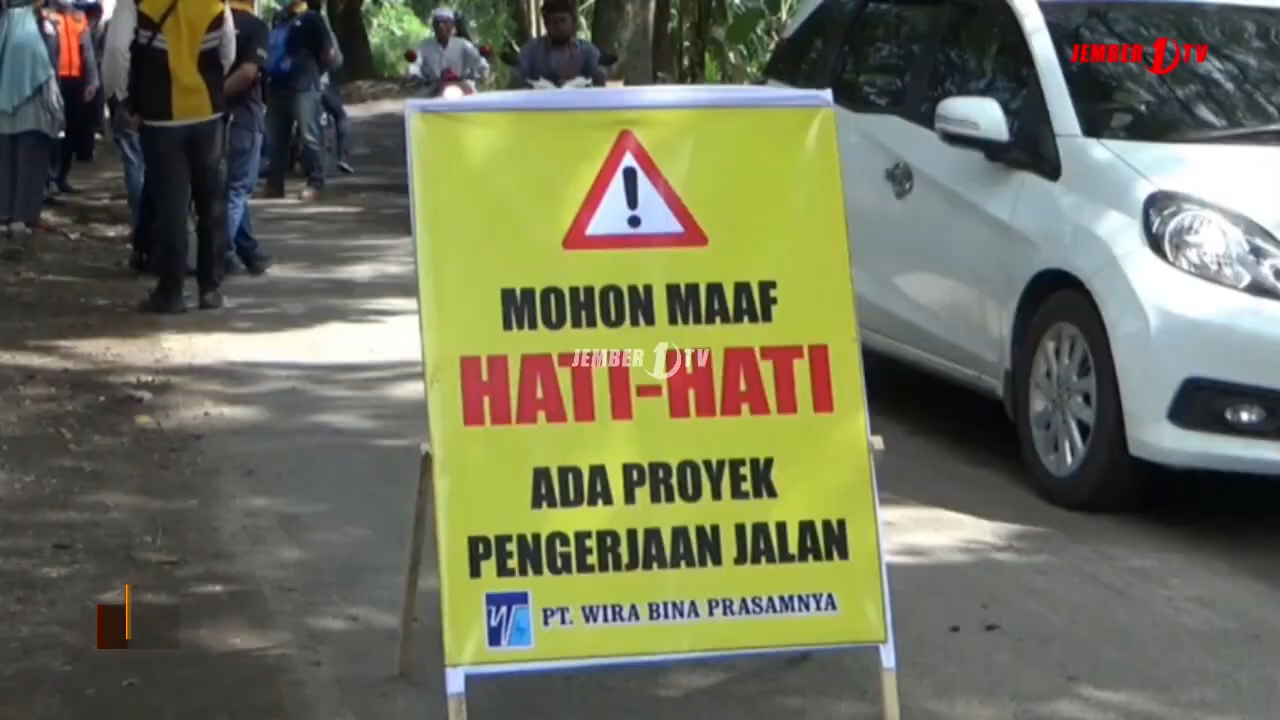 JEMBER 1 TV
MOHON MAAF
HATI-HATI
JEMBER 1 TV
ADA PROYEK
PENGERJAAN JALAN
PT. WIRA BINA PRASAMNYA